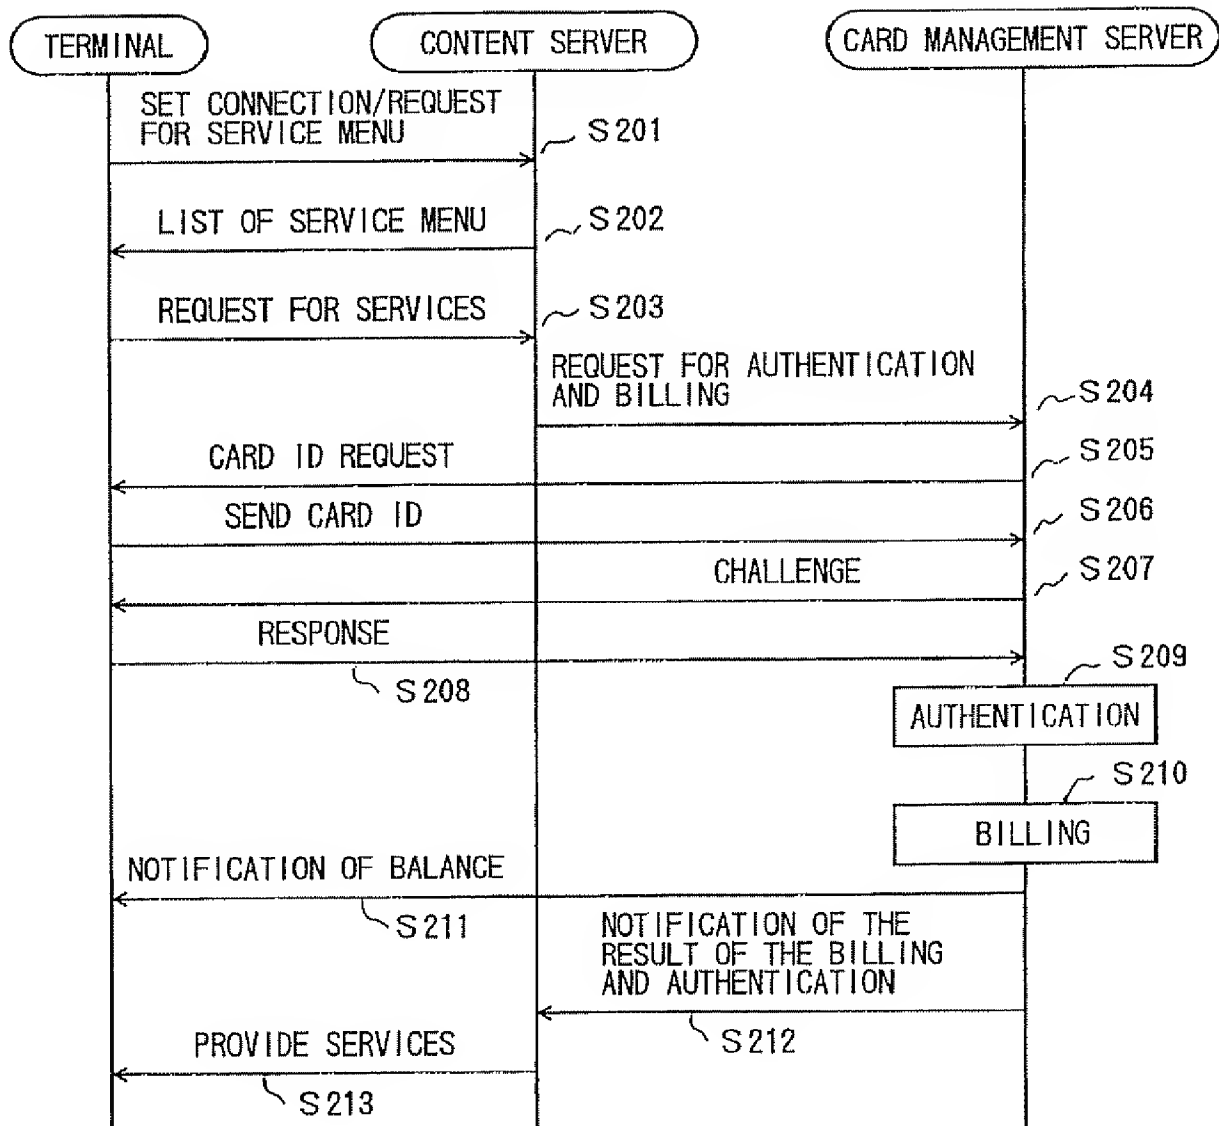 TERMINAL
CONTENT SERVER
CARD MANAGEMENT SERVER
SET CONNECTION/REQUEST
FOR SERVICE MENU
S201
LIST OF SERVICE MENU
S202
REQUEST FOR SERVICES
S203
REQUEST FOR AUTHENTICATION
AND BILLING
S204
CARD ID REQUEST
S205
SEND CARD ID
S206
CHALLENGE
S207
RESPONSE
S208
S209
AUTHENTICATION
S210
BILLING
NOTIFICATION OF BALANCE
S211
NOTIFICATION OF THE
RESULT OF THE BILLING
AND AUTHENTICATION
S212
PROVIDE SERVICES
S213